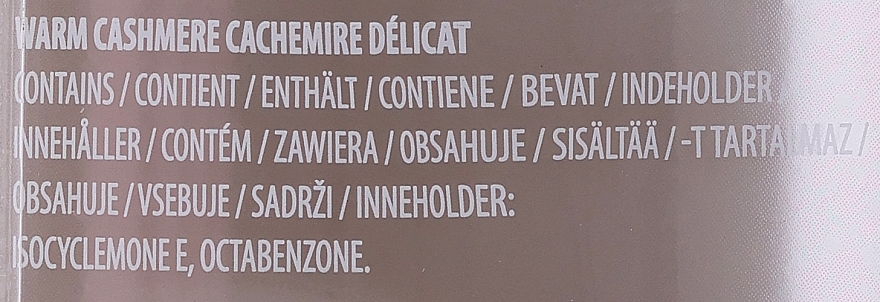 WARM CASHMERE CACHEMIRE DÉLICAT
CONTAINS / CONTIENT / ENTHÄLT / CONTIENE / BEVAT / INDEHOLDER /
INNEHÅLLER / CONTÉM / ZAWIERA / OBSAHUJE / SISÄLTÄÄ / -T TARTALMAZ /
OBSAHUJE / VSEBUJE / SADRŽI / INNEHOLDER:
ISOCYCLEMONE E, OCTABENZONE.